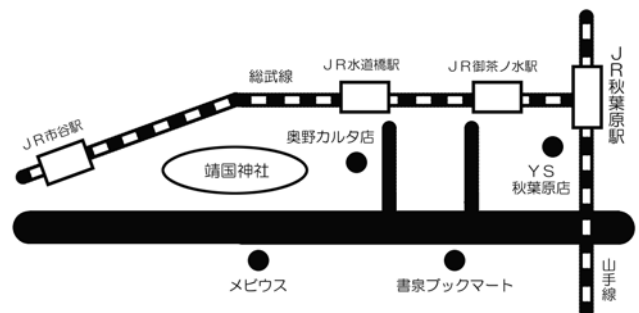 JR水道橋駅
JR御茶ノ水駅
JR秋葉原駅
総武線
JR市谷駅
奥野カルタ店
靖国神社
YS
秋葉原店
メビウス
書泉ブックマート
山手線